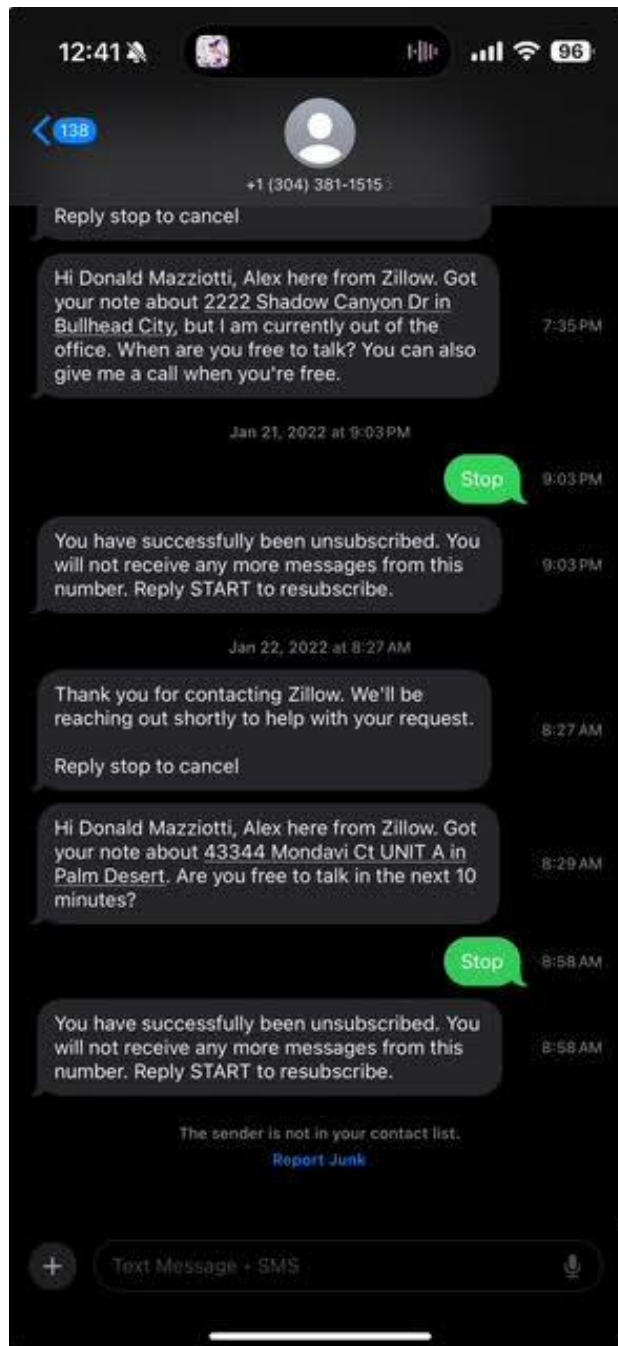 12:41
96
138
+1 (304) 381-1515
Reply stop to cancel
Hi Donald Mazziotti, Alex here from Zillow. Got
your note about 2222 Shadow Canyon Dr in
Bullhead City, but I am currently out of the
office. When are you free to talk? You can also
give me a call when you're free.
7:35 PM
Jan 21, 2022 at 9:03 PM
Stop
9:03 PM
You have successfully been unsubscribed. You
will not receive any more messages from this
number. Reply START to resubscribe.
9:03 PM
Jan 22, 2022 at 8:27 AM
Thank you for contacting Zillow. We'll be
reaching out shortly to help with your request.
Reply stop to cancel
8:27 AM
Hi Donald Mazziotti, Alex here from Zillow. Got
your note about 43344 Mondavi Ct UNIT A in
Palm Desert. Are you free to talk in the next 10
minutes?
8:29 AM
Stop
8:58 AM
You have successfully been unsubscribed. You
will not receive any more messages from this
number. Reply START to resubscribe.
8:58 AM
The sender is not in your contact list.
Report Junk
Text Message • SMS